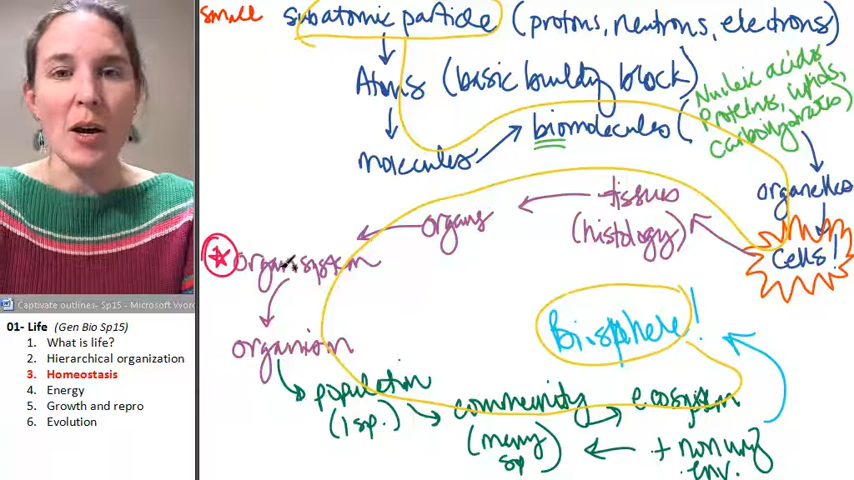 small subatomic particle (protons, neutrons, electrons)
Atoms (basic building block)
molecules
biomolecules (Nucleic acids
Proteins, lipids,
carbohydrates)
organelles
cells!
tissues
(histology)
organs
organ system
organism
population
(1 sp.)
community
(many
sp)
ecosystem
+ non
env.
Biosphere!
Captivate outlines- Sp15 - Microsoft Word
01- Life (Gen Bio Sp15)
1. What is life?
2. Hierarchical organization
3. Homeostasis
4. Energy
5. Growth and repro
6. Evolution